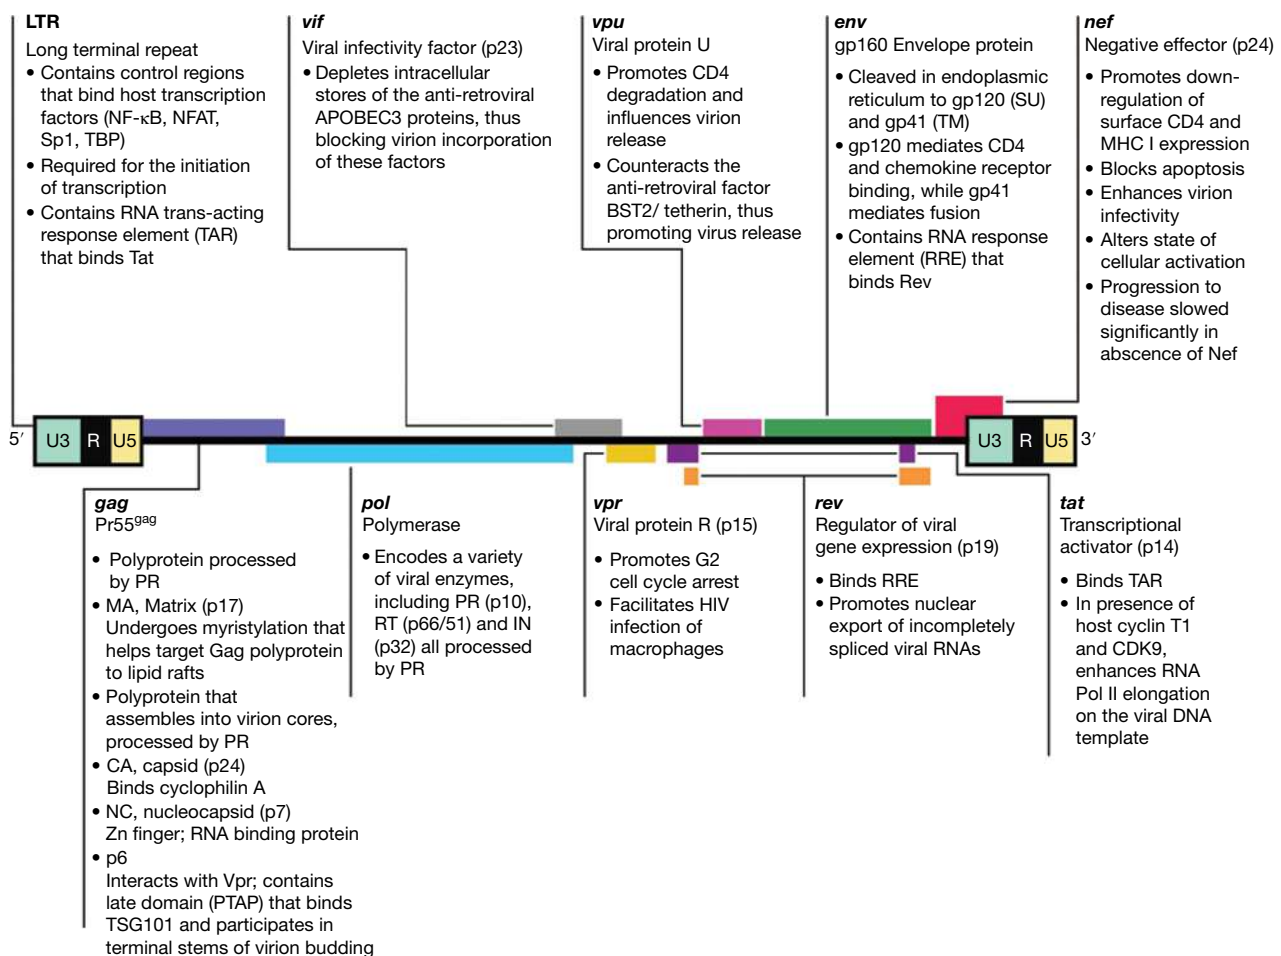 LTR
Long terminal repeat
• Contains control regions
that bind host transcription
factors (NF-κB, NFAT,
Sp1, TBP)
• Required for the initiation
of transcription
• Contains RNA trans-acting
response element (TAR)
that binds Tat
vif
Viral infectivity factor (p23)
• Depletes intracellular
stores of the anti-retroviral
APOBEC3 proteins, thus
blocking virion incorporation
of these factors
vpu
Viral protein U
• Promotes CD4
degradation and
influences virion
release
• Counteracts the
anti-retroviral factor
BST2/ tetherin, thus
promoting virus release
env
gp160 Envelope protein
• Cleaved in endoplasmic
reticulum to gp120 (SU)
and gp41 (TM)
• gp120 mediates CD4
and chemokine receptor
binding, while gp41
mediates fusion
• Contains RNA response
element (RRE) that
binds Rev
nef
Negative effector (p24)
• Promotes down-
regulation of
surface CD4 and
MHC I expression
• Blocks apoptosis
• Enhances virion
infectivity
• Alters state of
cellular activation
• Progression to
disease slowed
significantly in
abscence of Nef
5′ U3 R U5 U3 R U5 3′
gag
Pr55gag
• Polyprotein processed
by PR
• MA, Matrix (p17)
Undergoes myristylation that
helps target Gag polyprotein
to lipid rafts
• Polyprotein that
assembles into virion cores,
processed by PR
• CA, capsid (p24)
Binds cyclophilin A
• NC, nucleocapsid (p7)
Zn finger; RNA binding protein
• p6
Interacts with Vpr; contains
late domain (PTAP) that binds
TSG101 and participates in
terminal stems of virion budding
pol
Polymerase
• Encodes a variety
of viral enzymes,
including PR (p10),
RT (p66/51) and IN
(p32) all processed
by PR
vpr
Viral protein R (p15)
• Promotes G2
cell cycle arrest
• Facilitates HIV
infection of
macrophages
rev
Regulator of viral
gene expression (p19)
• Binds RRE
• Promotes nuclear
export of incompletely
spliced viral RNAs
tat
Transcriptional
activator (p14)
• Binds TAR
• In presence of
host cyclin T1
and CDK9,
enhances RNA
Pol II elongation
on the viral DNA
template